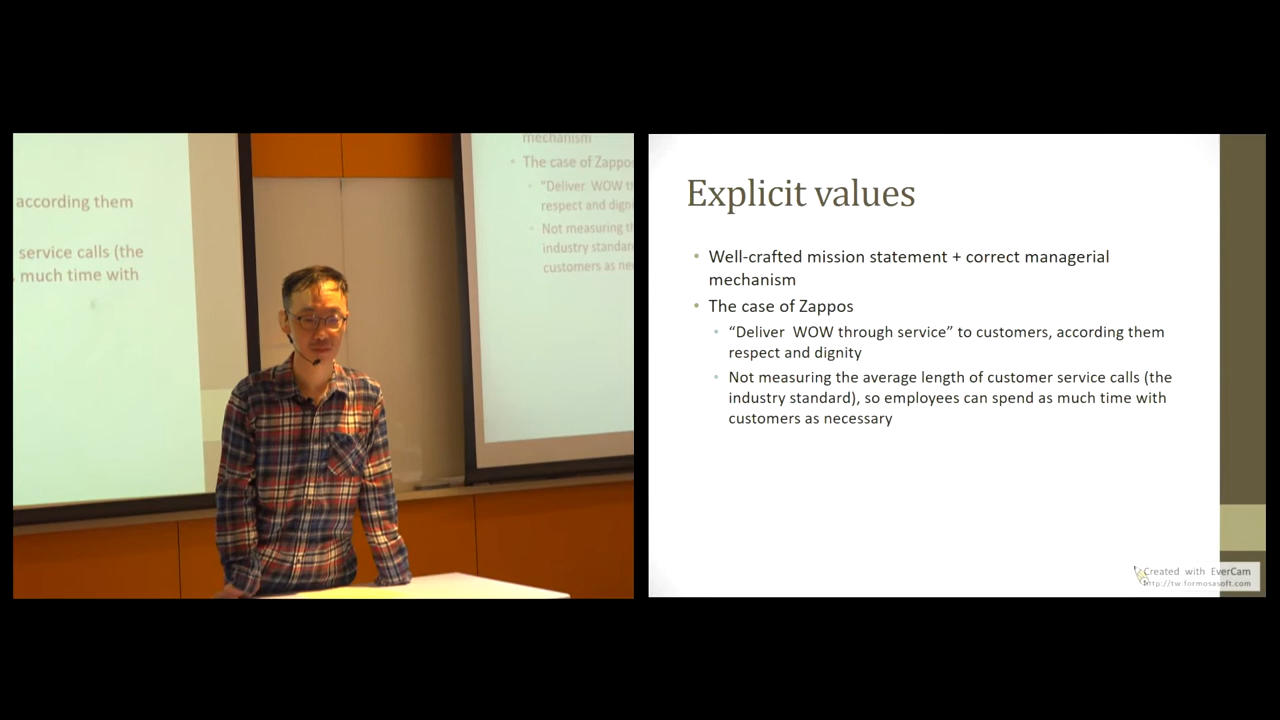 according them
service calls (the
much time with
mechanism
• The case of Zappos
• "Deliver WOW th
respect and dign
• Not measuring th
industry standar
customers as ne
Explicit values
• Well-crafted mission statement + correct managerial
mechanism
• The case of Zappos
• “Deliver  WOW through service” to customers, according them
respect and dignity
• Not measuring the average length of customer service calls (the
industry standard), so employees can spend as much time with
customers as necessary
Created with EverCam
http://tw.formosasoft.com